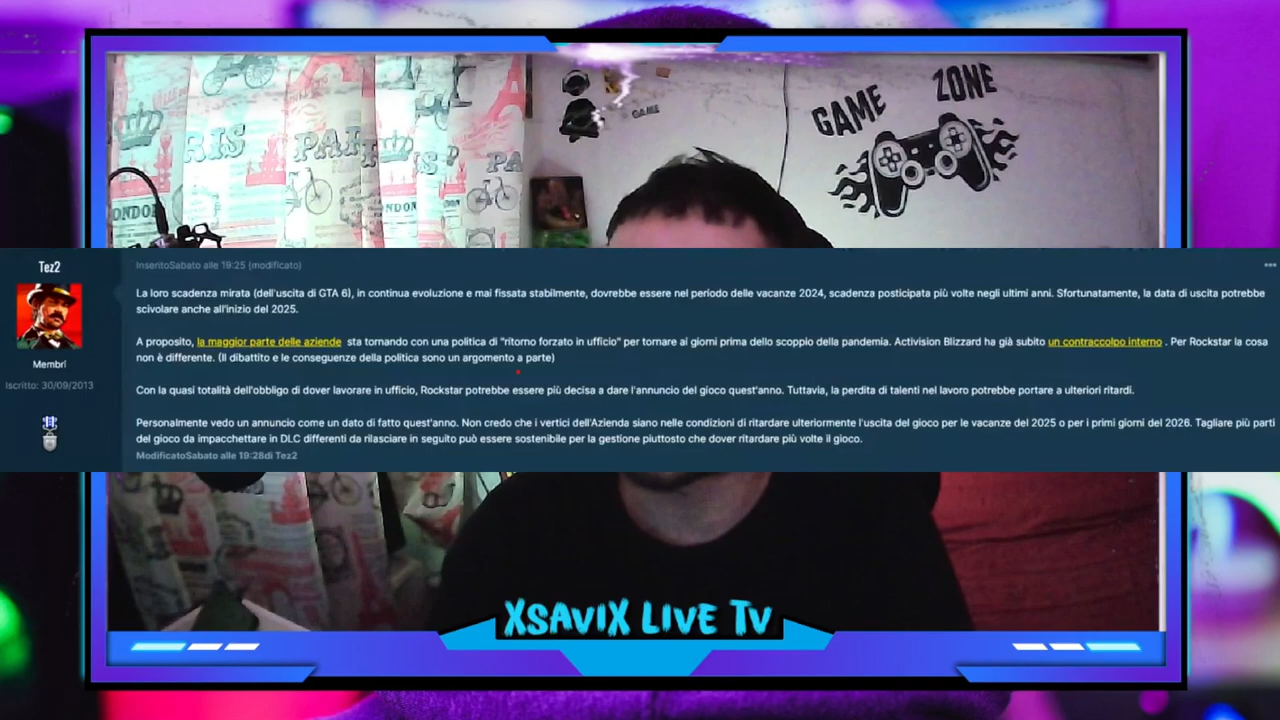 RIS
PARI
S P
PA
LONDON
NDON
GAME
GAME
ZONE
Tez2
InseritoSabato alle 19:25 (modificato)
La loro scadenza mirata (dell'uscita di GTA 6), in continua evoluzione e mai fissata stabilmente, dovrebbe essere nel periodo delle vacanze 2024, scadenza posticipata più volte negli ultimi anni. Sfortunatamente, la data di uscita potrebbe
scivolare anche all'inizio del 2025.
A proposito, la maggior parte delle aziende sta tornando con una politica di "ritorno forzato in ufficio" per tornare ai giorni prima dello scoppio della pandemia. Activision Blizzard ha già subito un contraccolpo interno . Per Rockstar la cosa
non è differente. (Il dibattito e le conseguenze della politica sono un argomento a parte)
Membri
Iscritto: 30/09/2013
Con la quasi totalità dell'obbligo di dover lavorare in ufficio, Rockstar potrebbe essere più decisa a dare l'annuncio del gioco quest'anno. Tuttavia, la perdita di talenti nel lavoro potrebbe portare a ulteriori ritardi.
Personalmente vedo un annuncio come un dato di fatto quest'anno. Non credo che i vertici dell'Azienda siano nelle condizioni di ritardare ulteriormente l'uscita del gioco per le vacanze del 2025 o per i primi giorni del 2026. Tagliare più parti
del gioco da impacchettare in DLC differenti da rilasciare in seguito può essere sostenibile per la gestione piuttosto che dover ritardare più volte il gioco.
ModificatoSabato alle 19:28di Tez2
XSAVIX LIVE TV